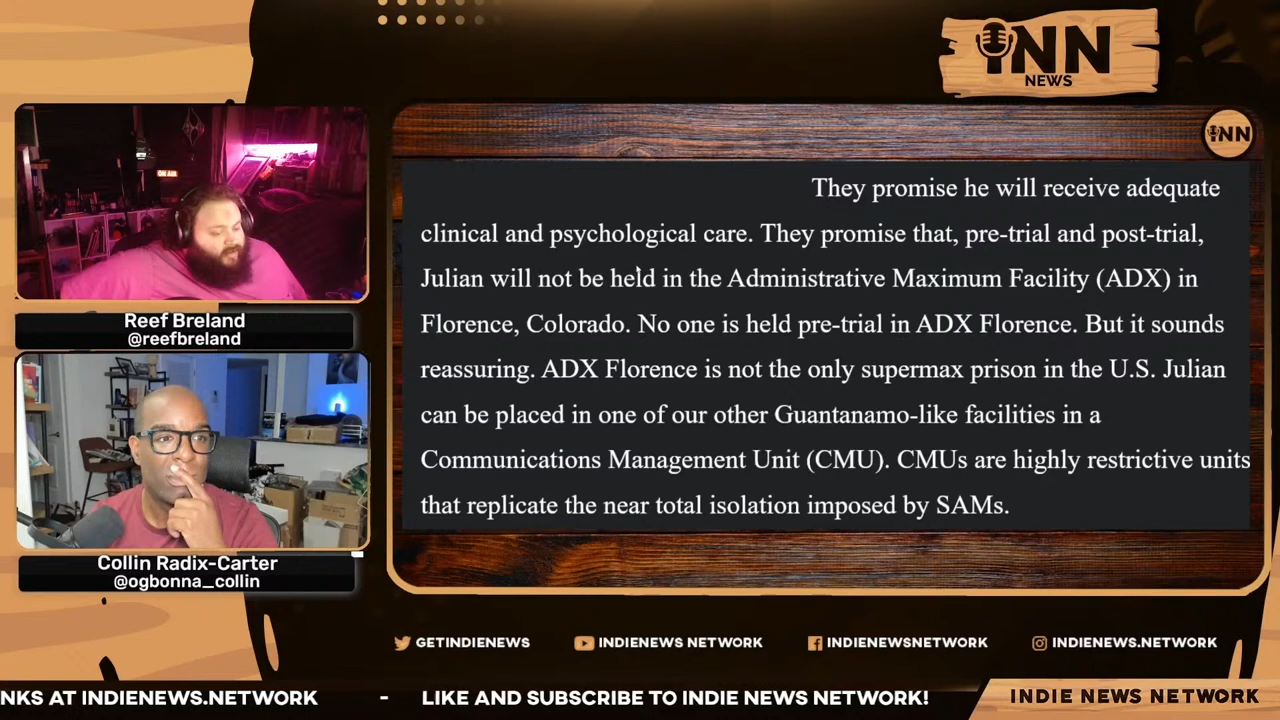 INN
NEWS
INN
ON AIR
They promise he will receive adequate
clinical and psychological care. They promise that, pre-trial and post-trial,
Julian will not be held in the Administrative Maximum Facility (ADX) in
Florence, Colorado. No one is held pre-trial in ADX Florence. But it sounds
reassuring. ADX Florence is not the only supermax prison in the U.S. Julian
can be placed in one of our other Guantanamo-like facilities in a
Communications Management Unit (CMU). CMUs are highly restrictive units
that replicate the near total isolation imposed by SAMs.
Reef Breland
@reefbreland
Collin Radix-Carter
@ogbonna_collin
GETINDIENEWS
INDIENEWS NETWORK
INDIENEWSNETWORK
INDIENEWS.NETWORK
NKS AT INDIENEWS.NETWORK - LIKE AND SUBSCRIBE TO INDIE NEWS NETWORK!
INDIE NEWS NETWORK